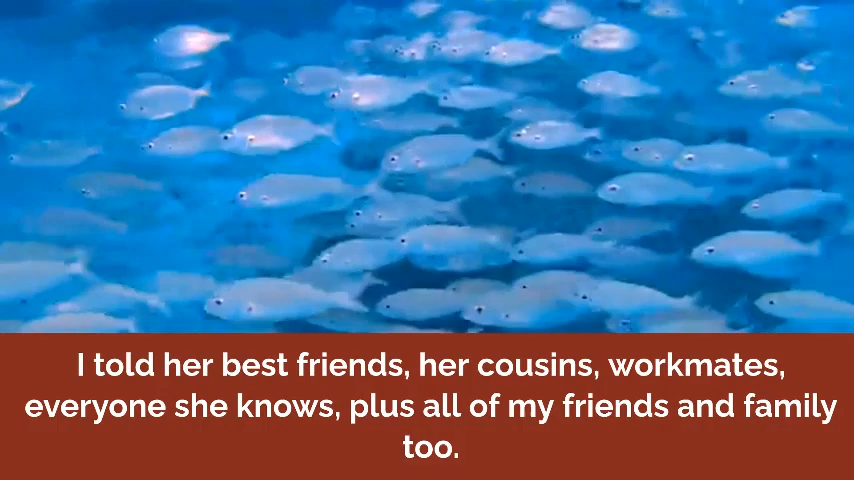 I told her best friends, her cousins, workmates,
everyone she knows, plus all of my friends and family
too.